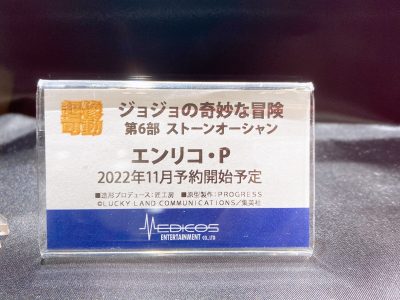 超像可動
ジョジョの奇妙な冒険
第6部 ストーンオーシャン
エンリコ・P
2022年11月予約開始予定
■造形プロデュース:匠工房 ■原型製作:PROGRESS
©LUCKY LAND COMMUNICATIONS/集英社
MEDICOS
ENTERTAINMENT CO.,LTD